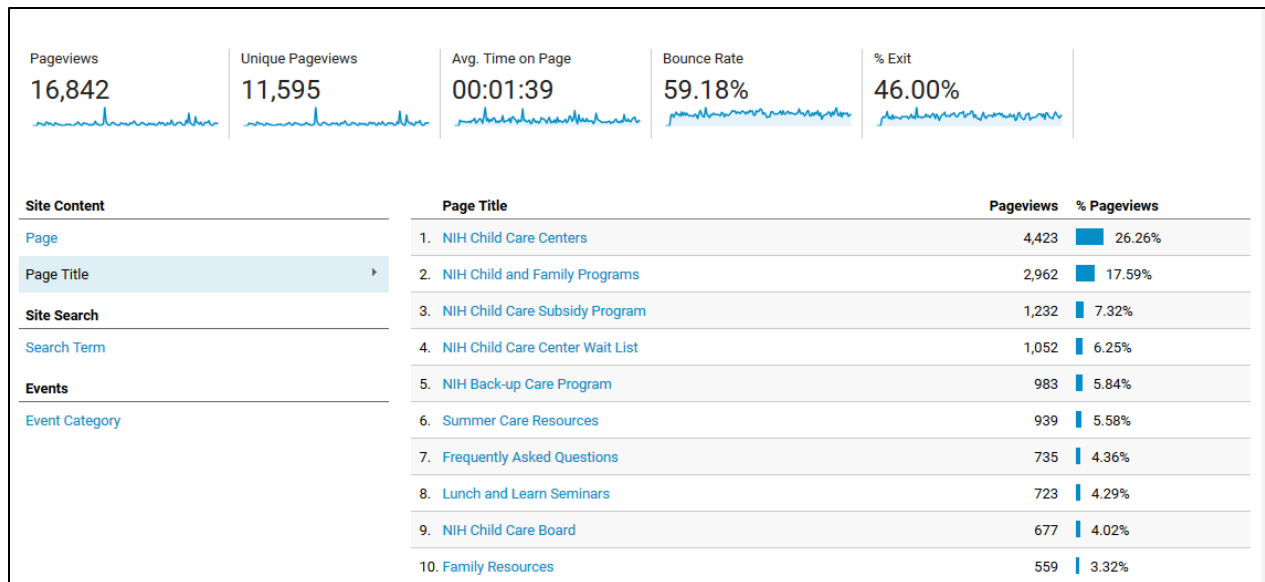 Pageviews Unique Pageviews Avg. Time on Page Bounce Rate % Exit
16,842 11,595 00:01:39 59.18% 46.00%
Site Content
Page
Page Title
Site Search
Search Term
Events
Event Category
Page Title Pageviews % Pageviews
1. NIH Child Care Centers 4,423 26.26%
2. NIH Child and Family Programs 2,962 17.59%
3. NIH Child Care Subsidy Program 1,232 7.32%
4. NIH Child Care Center Wait List 1,052 6.25%
5. NIH Back-up Care Program 983 5.84%
6. Summer Care Resources 939 5.58%
7. Frequently Asked Questions 735 4.36%
8. Lunch and Learn Seminars 723 4.29%
9. NIH Child Care Board 677 4.02%
10. Family Resources 559 3.32%